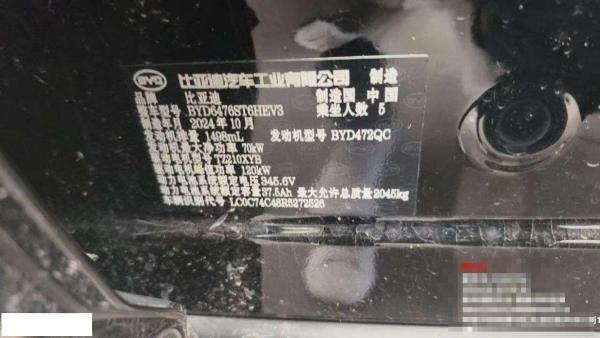 BYD 比亚迪汽车工业有限公司 制造
品牌 比亚迪 制造国 中国
整车型号 BYD6476ST6HEV3 乘坐人数 5
制造年月 2024年10月
发动机排量 1498mL 发动机型号 BYD472QC
发动机最大净功率 70kW
驱动电机型号 TZ210XYB
驱动电机峰值功率 120kW
动力电池系统额定电压 345.6V
动力电池系统额定容量 37.5Ah 最大允许总质量 2045kg
车辆识别代号 LC0C74C48R5272526